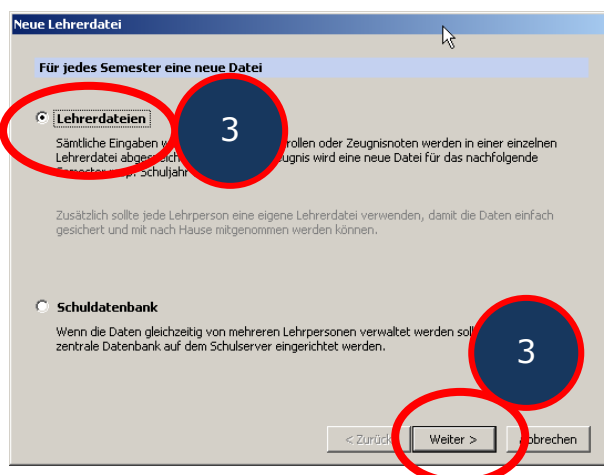 Neue Lehrerdatei
Für jedes Semester eine neue Datei
Lehrerdateien
3
Sämtliche Eingaben rollen oder Zeugnisnoten werden in einer einzelnen
Lehrerdatei wird eine neue Datei für das nachfolgende
Zusätzlich sollte jede Lehrperson eine eigene Lehrerdatei verwenden, damit die Daten einfach
gesichert und mit nach Hause mitgenommen werden können.
Schuldatenbank
Wenn die Daten gleichzeitig von mehreren Lehrpersonen verwaltet werden
zentrale Datenbank auf dem Schulserver eingerichtet werden.
3
< Zurück
Weiter >
Abbrechen